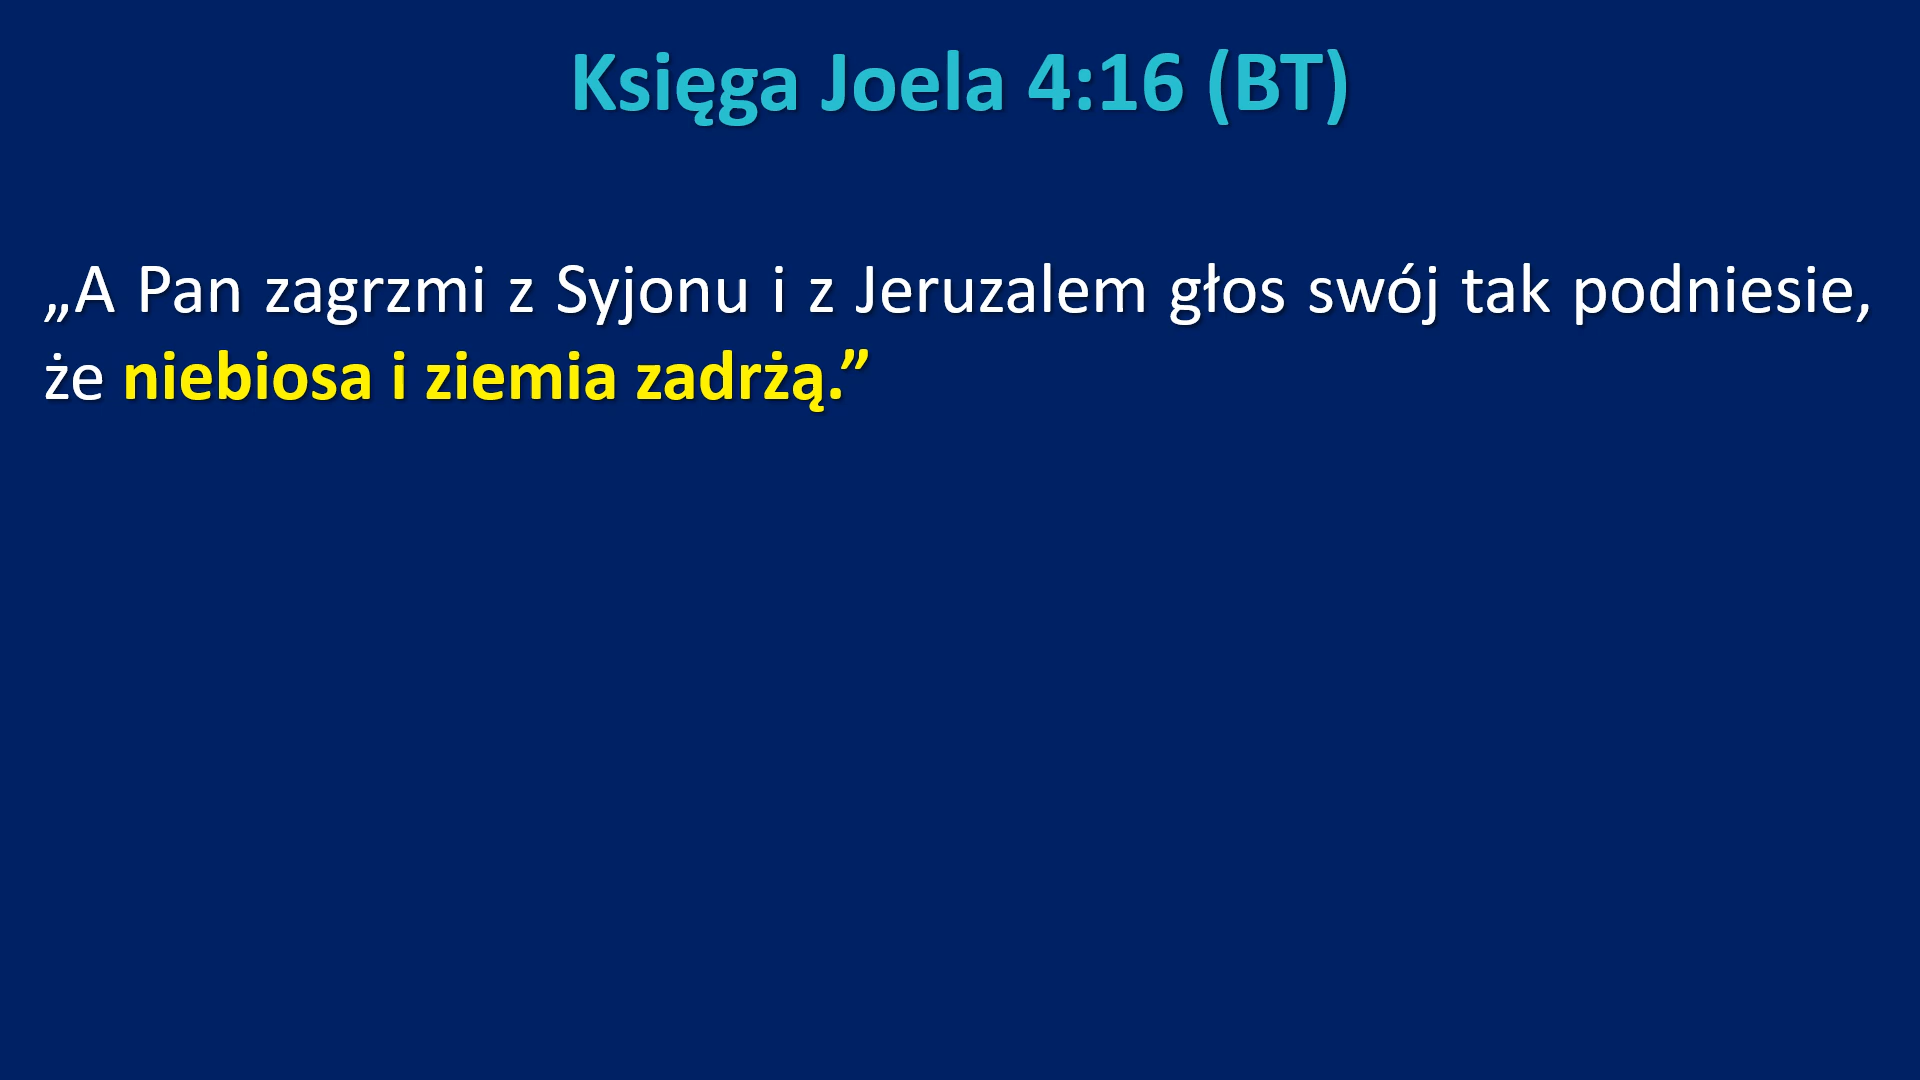 Księga Joela 4:16 (BT)
„A Pan zagrzmi z Syjonu i z Jeruzalem głos swój tak podniesie,
że niebiosa i ziemia zadrżą.”